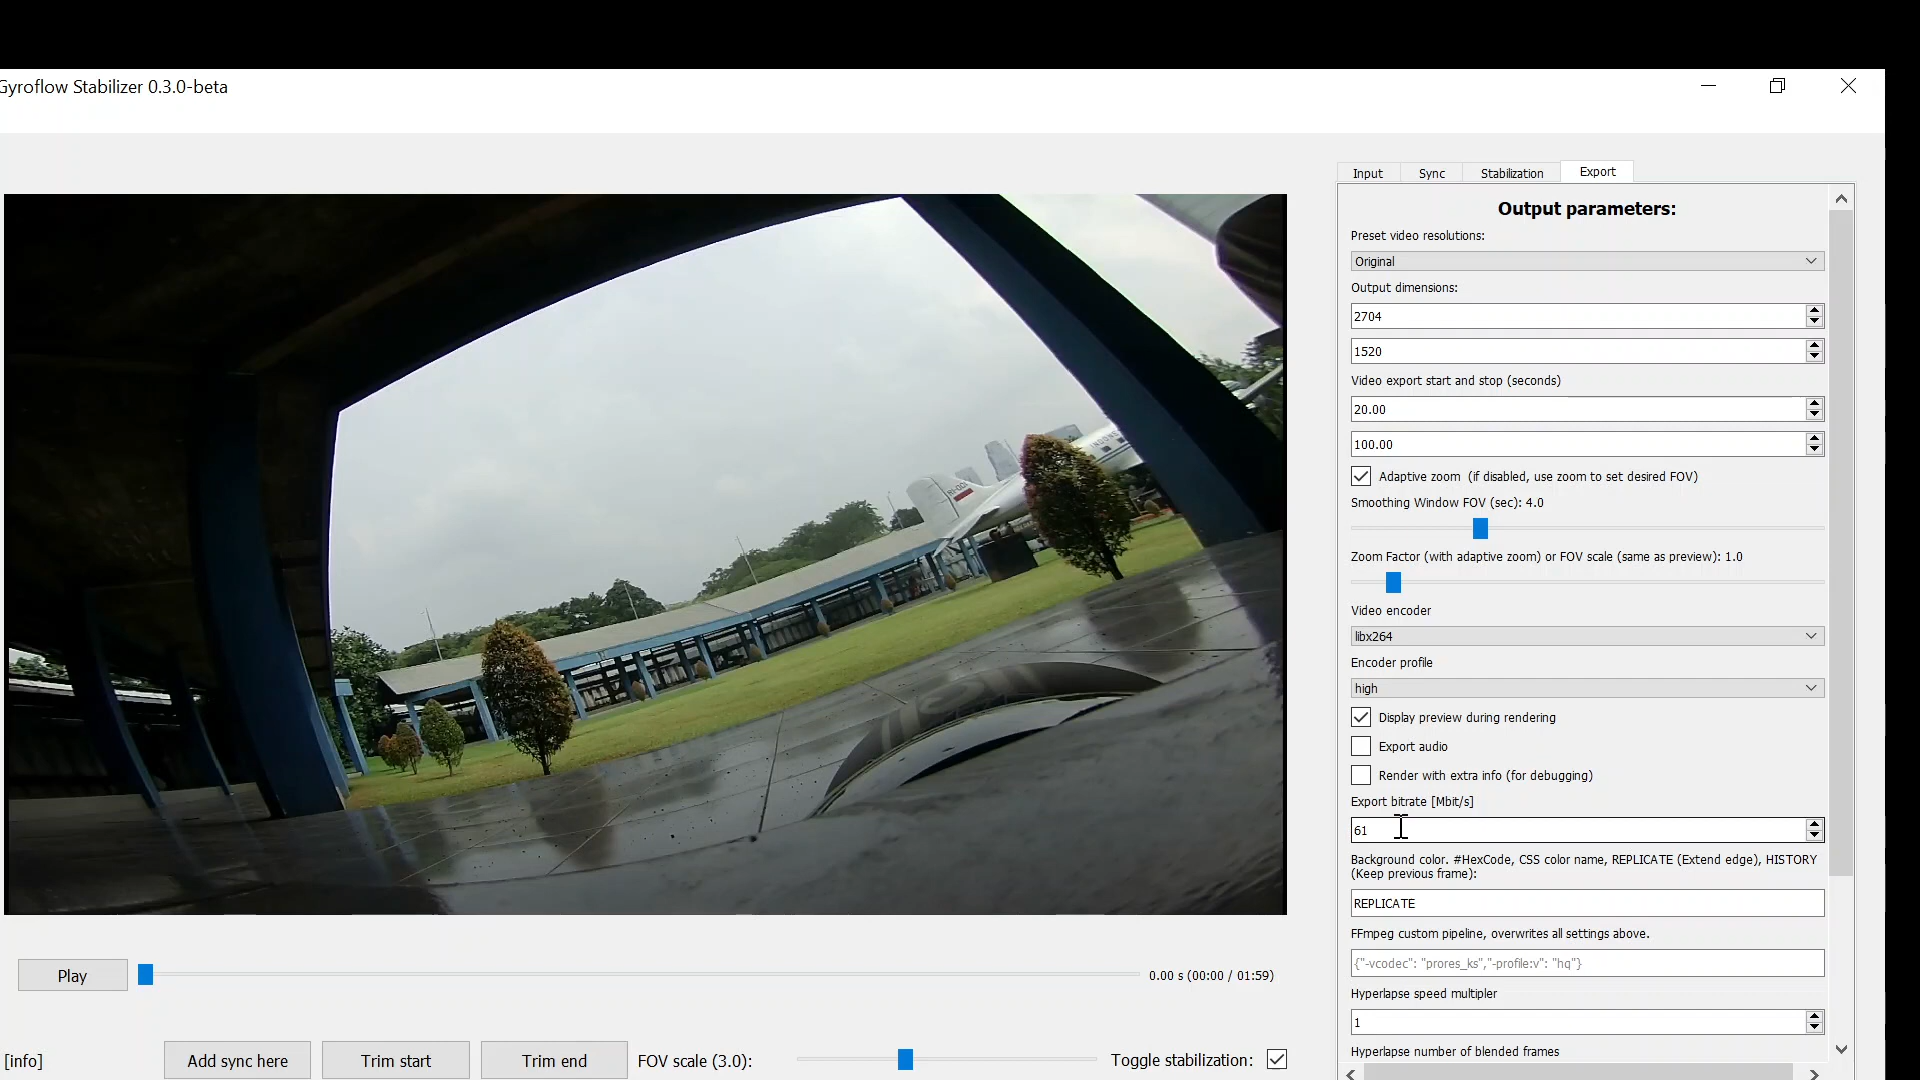 Gyroflow Stabilizer 0.3.0-beta
Input Sync Stabilization Export
Output parameters:
Preset video resolutions:
Original
Output dimensions:
2704
1520
Video export start and stop (seconds)
20.00
100.00
Adaptive zoom (if disabled, use zoom to set desired FOV)
Smoothing Window FOV (sec): 4.0
Zoom Factor (with adaptive zoom) or FOV scale (same as preview): 1.0
Video encoder
libx264
Encoder profile
high
Display preview during rendering
Export audio
Render with extra info (for debugging)
Export bitrate [Mbit/s]
61
Background color. #HexCode, CSS color name, REPLICATE (Extend edge), HISTORY
(Keep previous frame):
REPLICATE
FFmpeg custom pipeline, overwrites all settings above.
{"-vcodec": "prores_ks","-profile:v": "hq"}
Hyperlapse speed multipler
1
Hyperlapse number of blended frames
Play
0.00 s (00:00 / 01:59)
[info]
Add sync here
Trim start
Trim end
FOV scale (3.0):
Toggle stabilization: